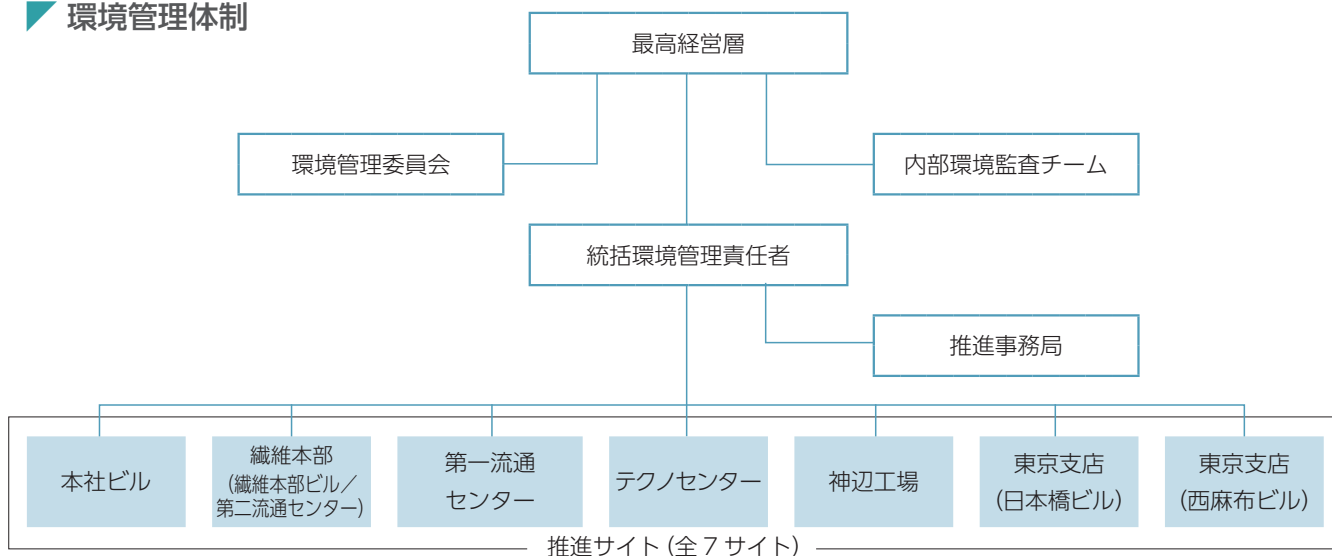 環境管理体制
最高経営層
環境管理委員会
内部環境監査チーム
統括環境管理責任者
推進事務局
本社ビル
繊維本部
(繊維本部ビル／
第二流通センター)
第一流通
センター
テクノセンター
神辺工場
東京支店
(日本橋ビル)
東京支店
(西麻布ビル)
推進サイト (全 7 サイト)